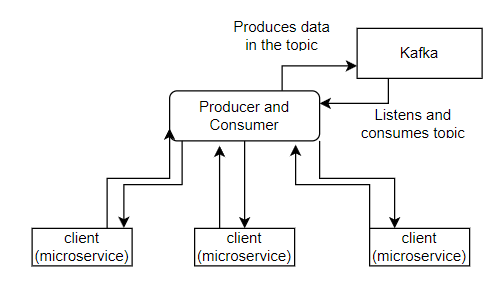 Produces data
in the topic
Kafka
Producer and
Consumer
Listens and
consumes topic
client
(microservice)
client
(microservice)
client
(microservice)